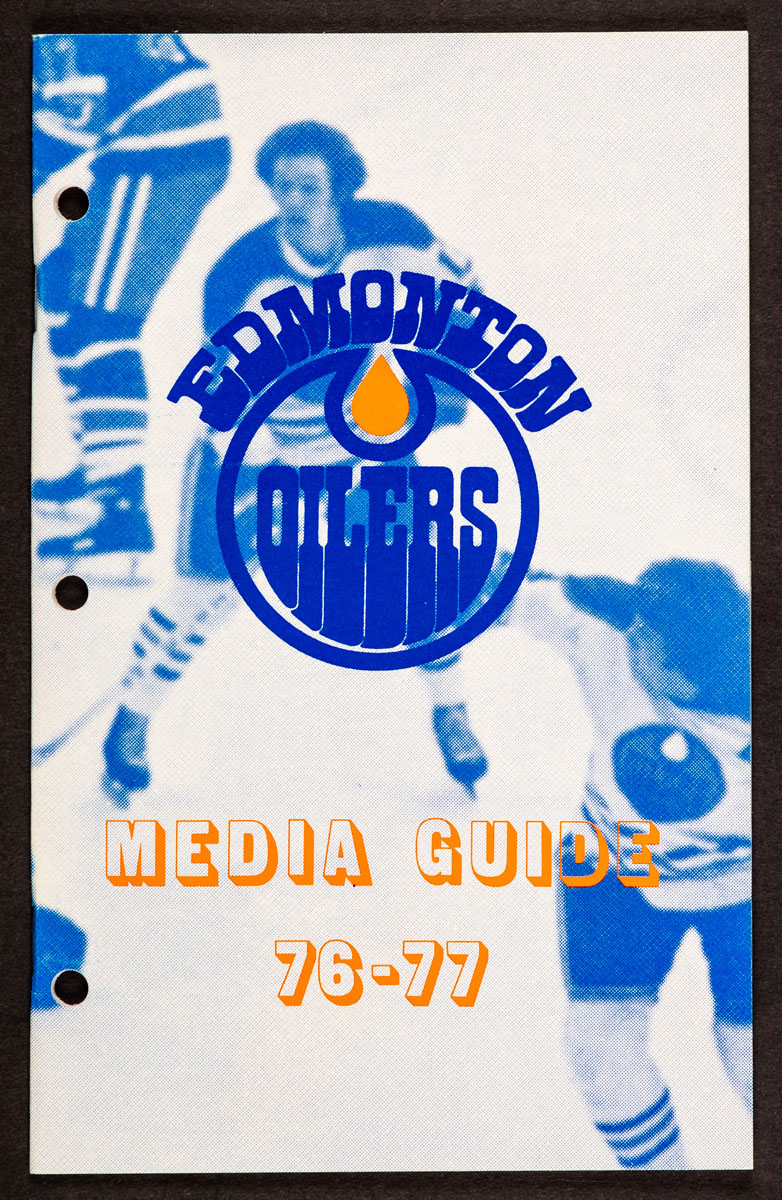 EDMONTON
OILERS
MEDIA GUIDE
76-77